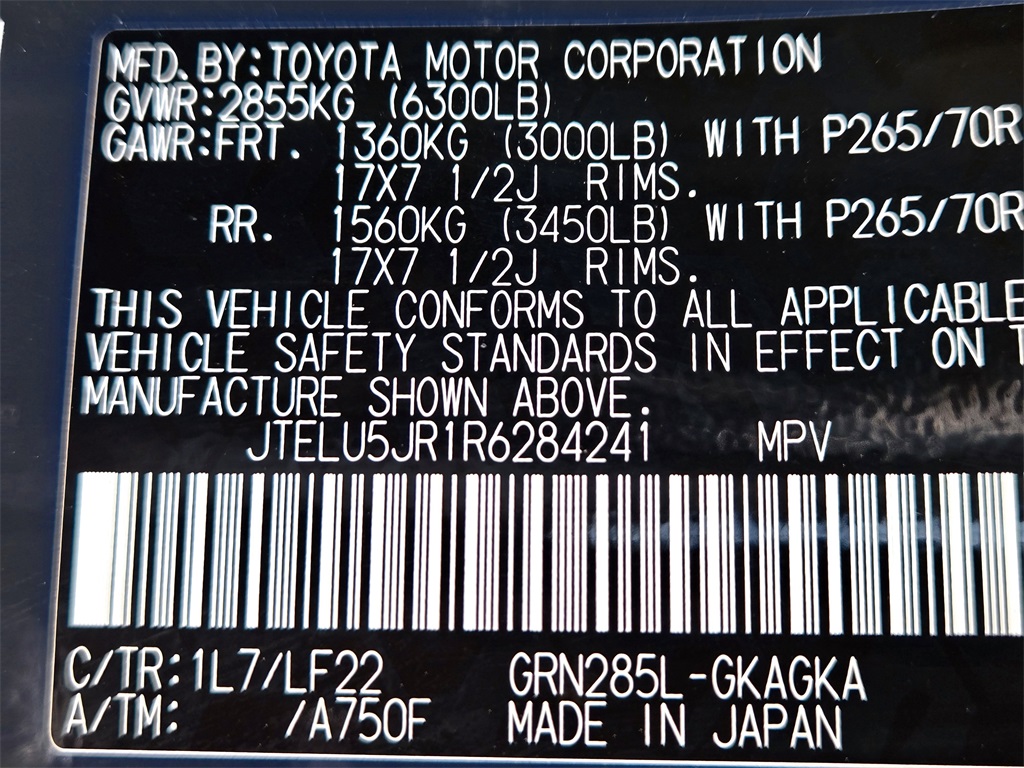 MFD. BY: TOYOTA MOTOR CORPORATION
GVWR: 2855KG (6300LB)
GAWR: FRT. 1360KG (3000LB) WITH P265/70R
17X7 1/2J RIMS.
RR. 1560KG (3450LB) WITH P265/70R
17X7 1/2J RIMS.
THIS VEHICLE CONFORMS TO ALL APPLICABLE
VEHICLE SAFETY STANDARDS IN EFFECT ON T
MANUFACTURE SHOWN ABOVE.
JTELU5JR1R6284241 MPV
C/TR: 1L7/LF22 GRN285L-GKAGKA
A/TM: /A750F MADE IN JAPAN